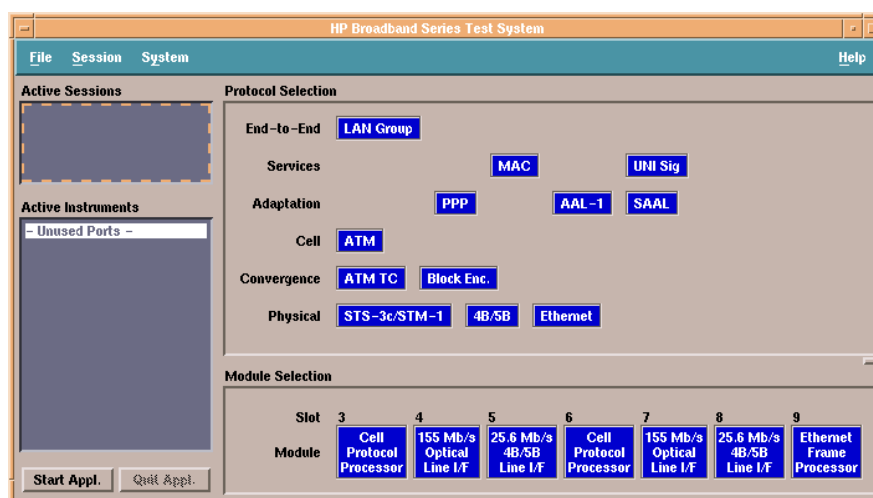 HP Broadband Series Test System
File Session System Help
Active Sessions
Active Instruments
- Unused Ports -
Start Appl. Quit Appl.
Protocol Selection
End-to-End LAN Group
Services MAC UNI Sig
Adaptation PPP AAL-1 SAAL
Cell ATM
Convergence ATM TC Block Enc.
Physical STS-3c/STM-1 4B/5B Ethernet
Module Selection
Slot 3 4 5 6 7 8 9
Module
Cell Protocol Processor
155 Mb/s Optical Line I/F
25.6 Mb/s 4B/5B Line I/F
Cell Protocol Processor
155 Mb/s Optical Line I/F
25.6 Mb/s 4B/5B Line I/F
Ethernet Frame Processor